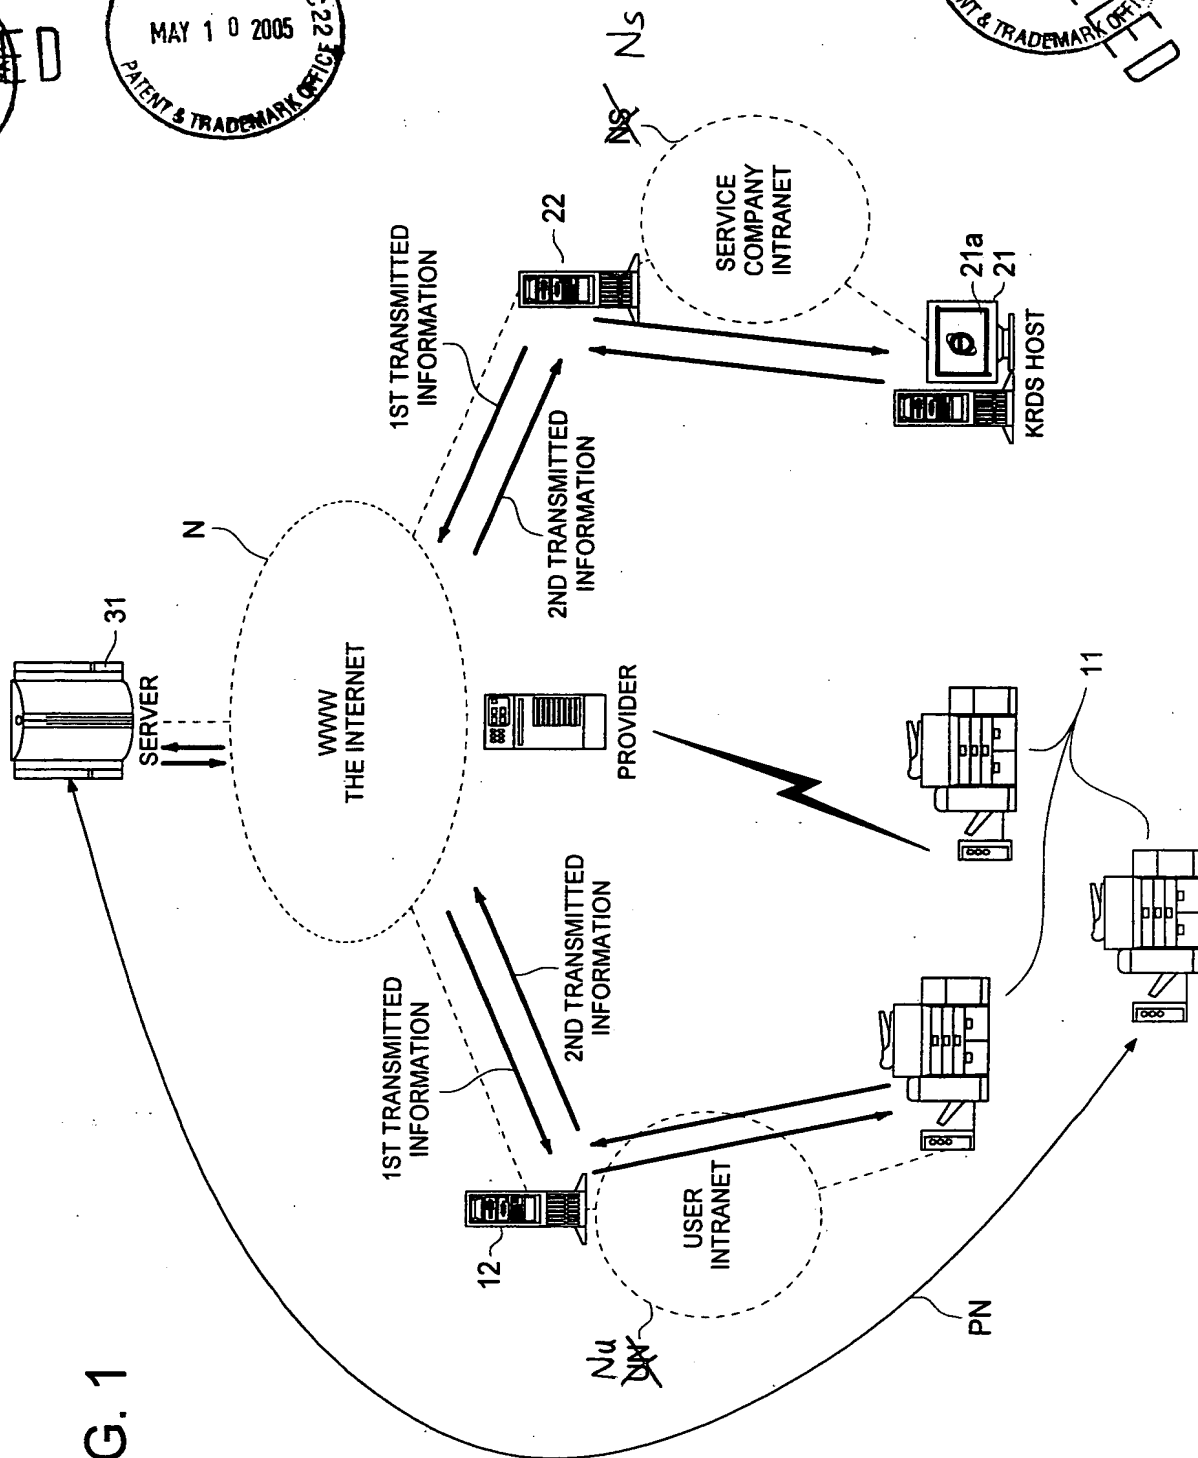 MAY 10 2005
PATENT & TRADEMARK OFFICE
TRADEMARK
G. 1
SERVER
31
N
WWW
THE INTERNET
PROVIDER
1ST TRANSMITTED
INFORMATION
2ND TRANSMITTED
INFORMATION
12
Nu
UN
USER
INTRANET
1ST TRANSMITTED
INFORMATION
2ND TRANSMITTED
INFORMATION
22
Ns
NS
SERVICE
COMPANY
INTRANET
21a
21
KRDS HOST
11
PN